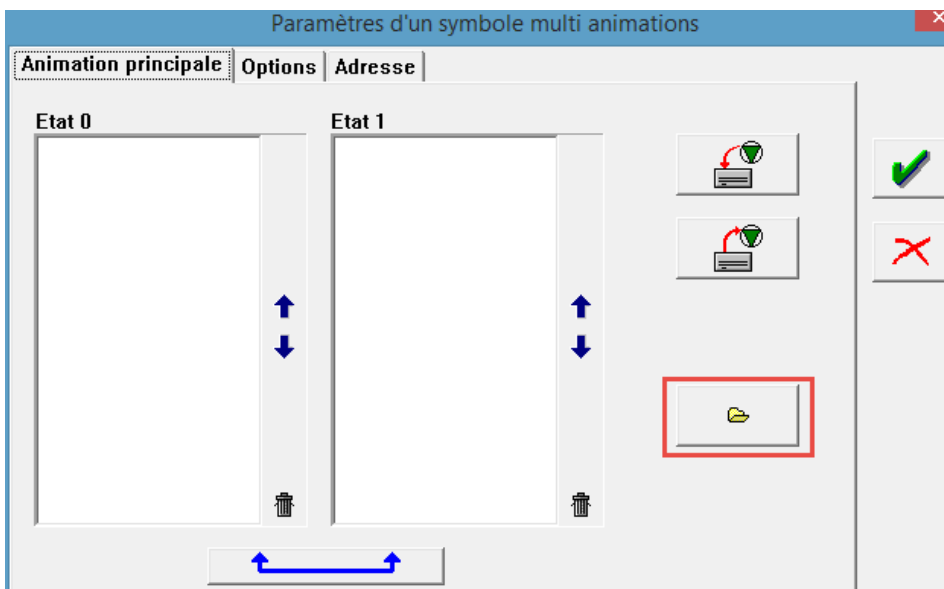 Paramètres d'un symbole multi animations
Animation principale Options Adresse
Etat 0 Etat 1